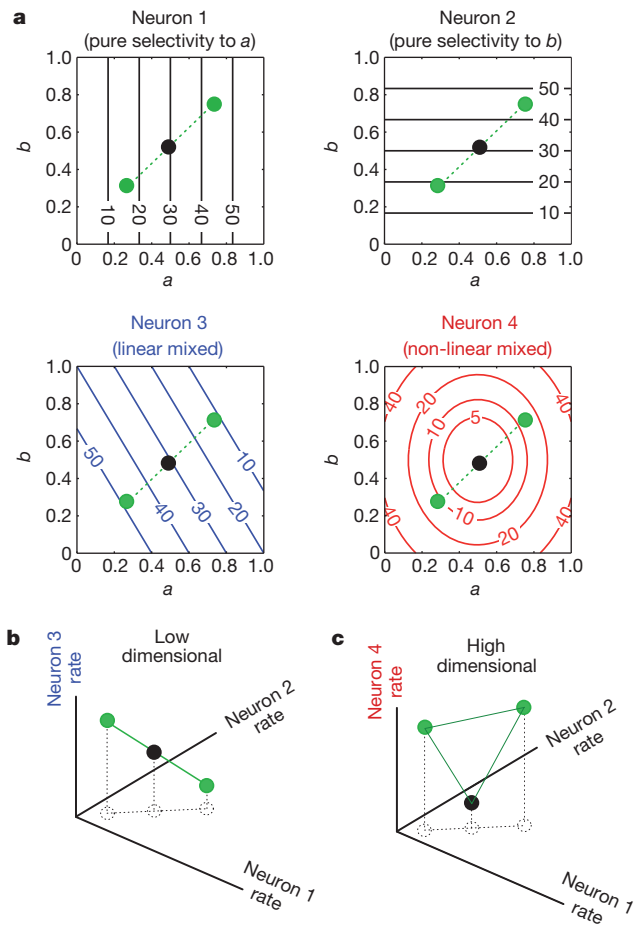 a
Neuron 1
(pure selectivity to a)
1.0
0.8
0.6
0.4
0.2
0
b
10
20
30
40
50
0
0.2
0.4
0.6
0.8
1.0
a
Neuron 2
(pure selectivity to b)
1.0
0.8
0.6
0.4
0.2
0
b
50
40
30
20
10
0
0.2
0.4
0.6
0.8
1.0
a
Neuron 3
(linear mixed)
1.0
0.8
0.6
0.4
0.2
0
b
50
40
30
20
10
0
0.2
0.4
0.6
0.8
1.0
a
Neuron 4
(non-linear mixed)
1.0
0.8
0.6
0.4
0.2
0
b
40
20
10
5
40
40
-10
20
40
0
0.2
0.4
0.6
0.8
1.0
a
b
Low
dimensional
Neuron 3
rate
Neuron 2
rate
Neuron 1
rate
c
High
dimensional
Neuron 4
rate
Neuron 2
rate
Neuron 1
rate